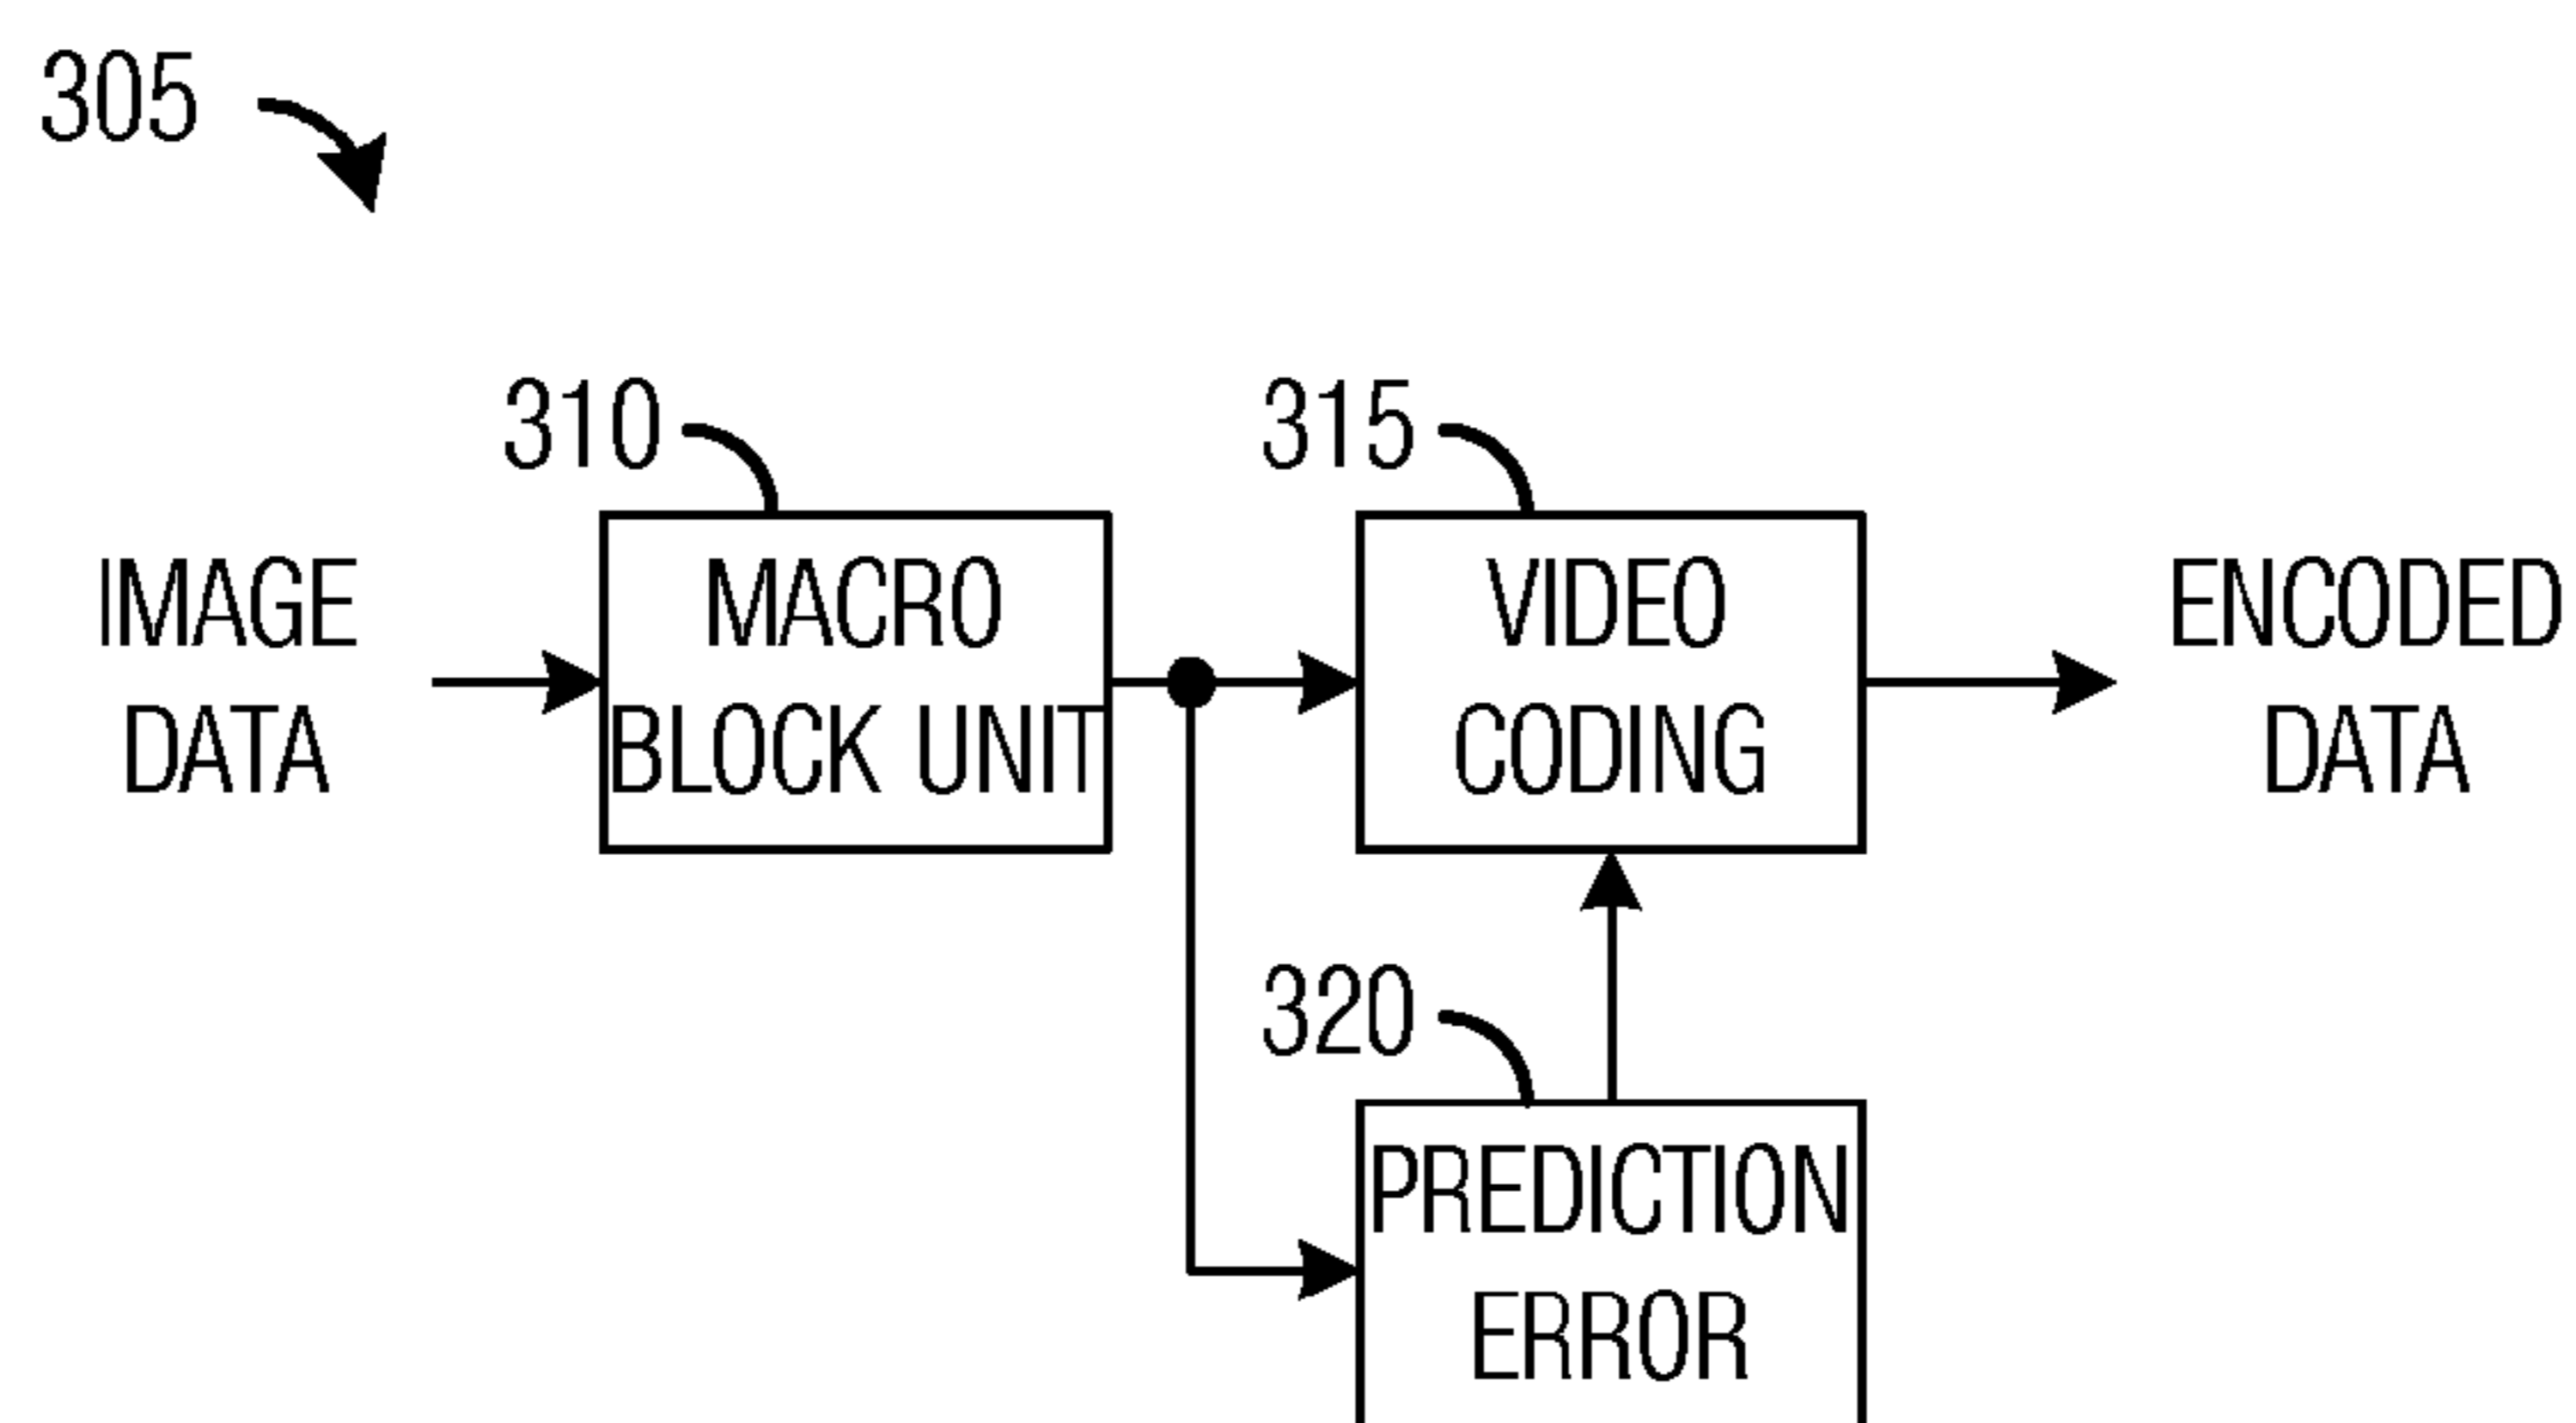 305
310
315
IMAGE
DATA
MACRO
BLOCK UNIT
VIDEO
CODING
ENCODED
DATA
320
PREDICTION
ERROR